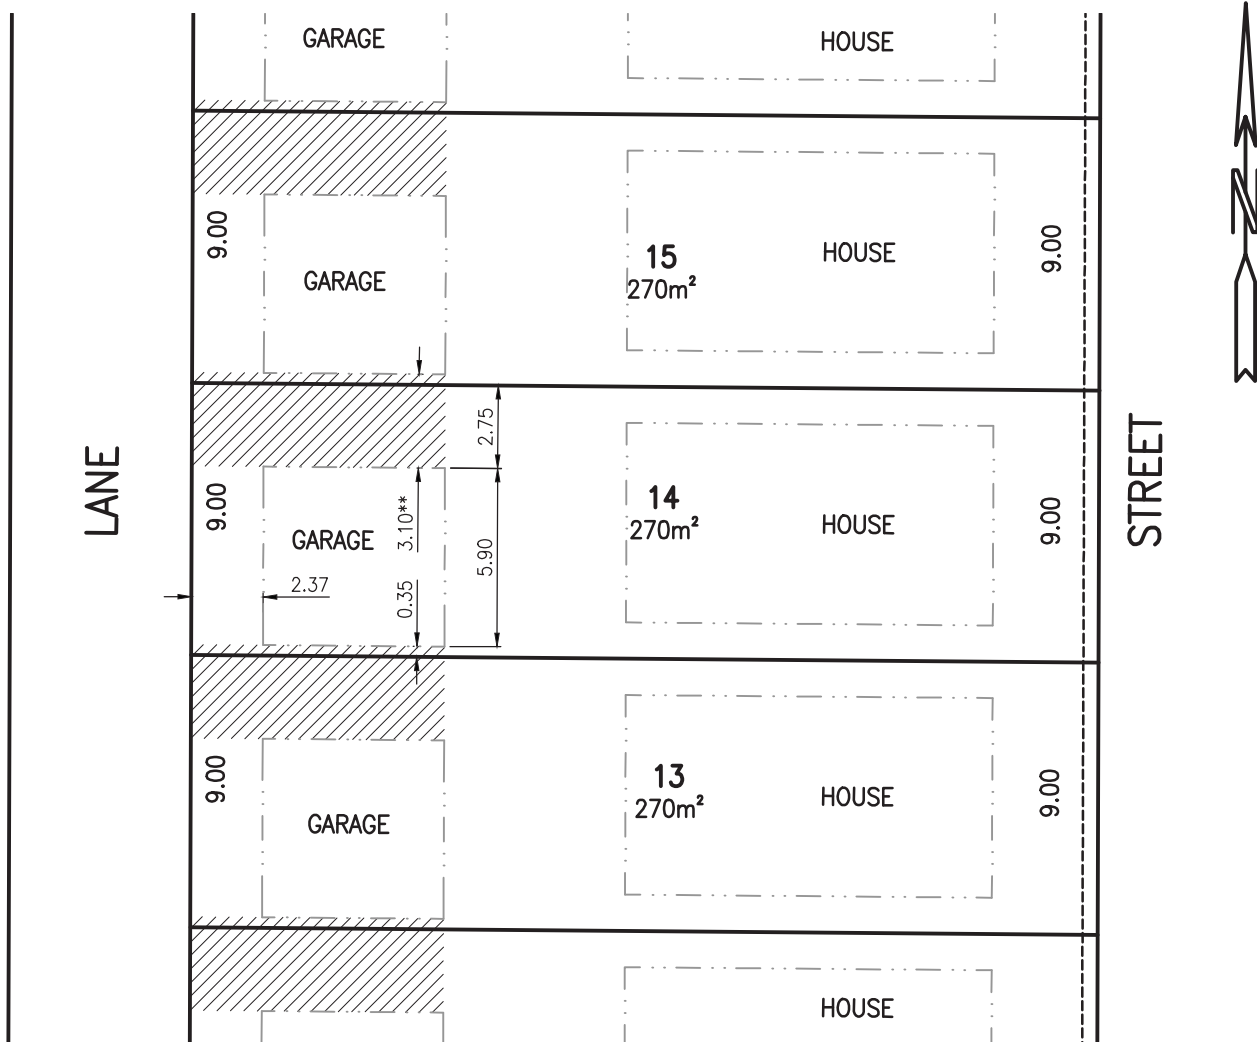 GARAGE
HOUSE
N
9.00
GARAGE
15
270m²
HOUSE
9.00
LANE
9.00
GARAGE
2.37
3.10**
0.35
2.75
5.90
14
270m²
HOUSE
9.00
STREET
9.00
GARAGE
13
270m²
HOUSE
9.00
HOUSE